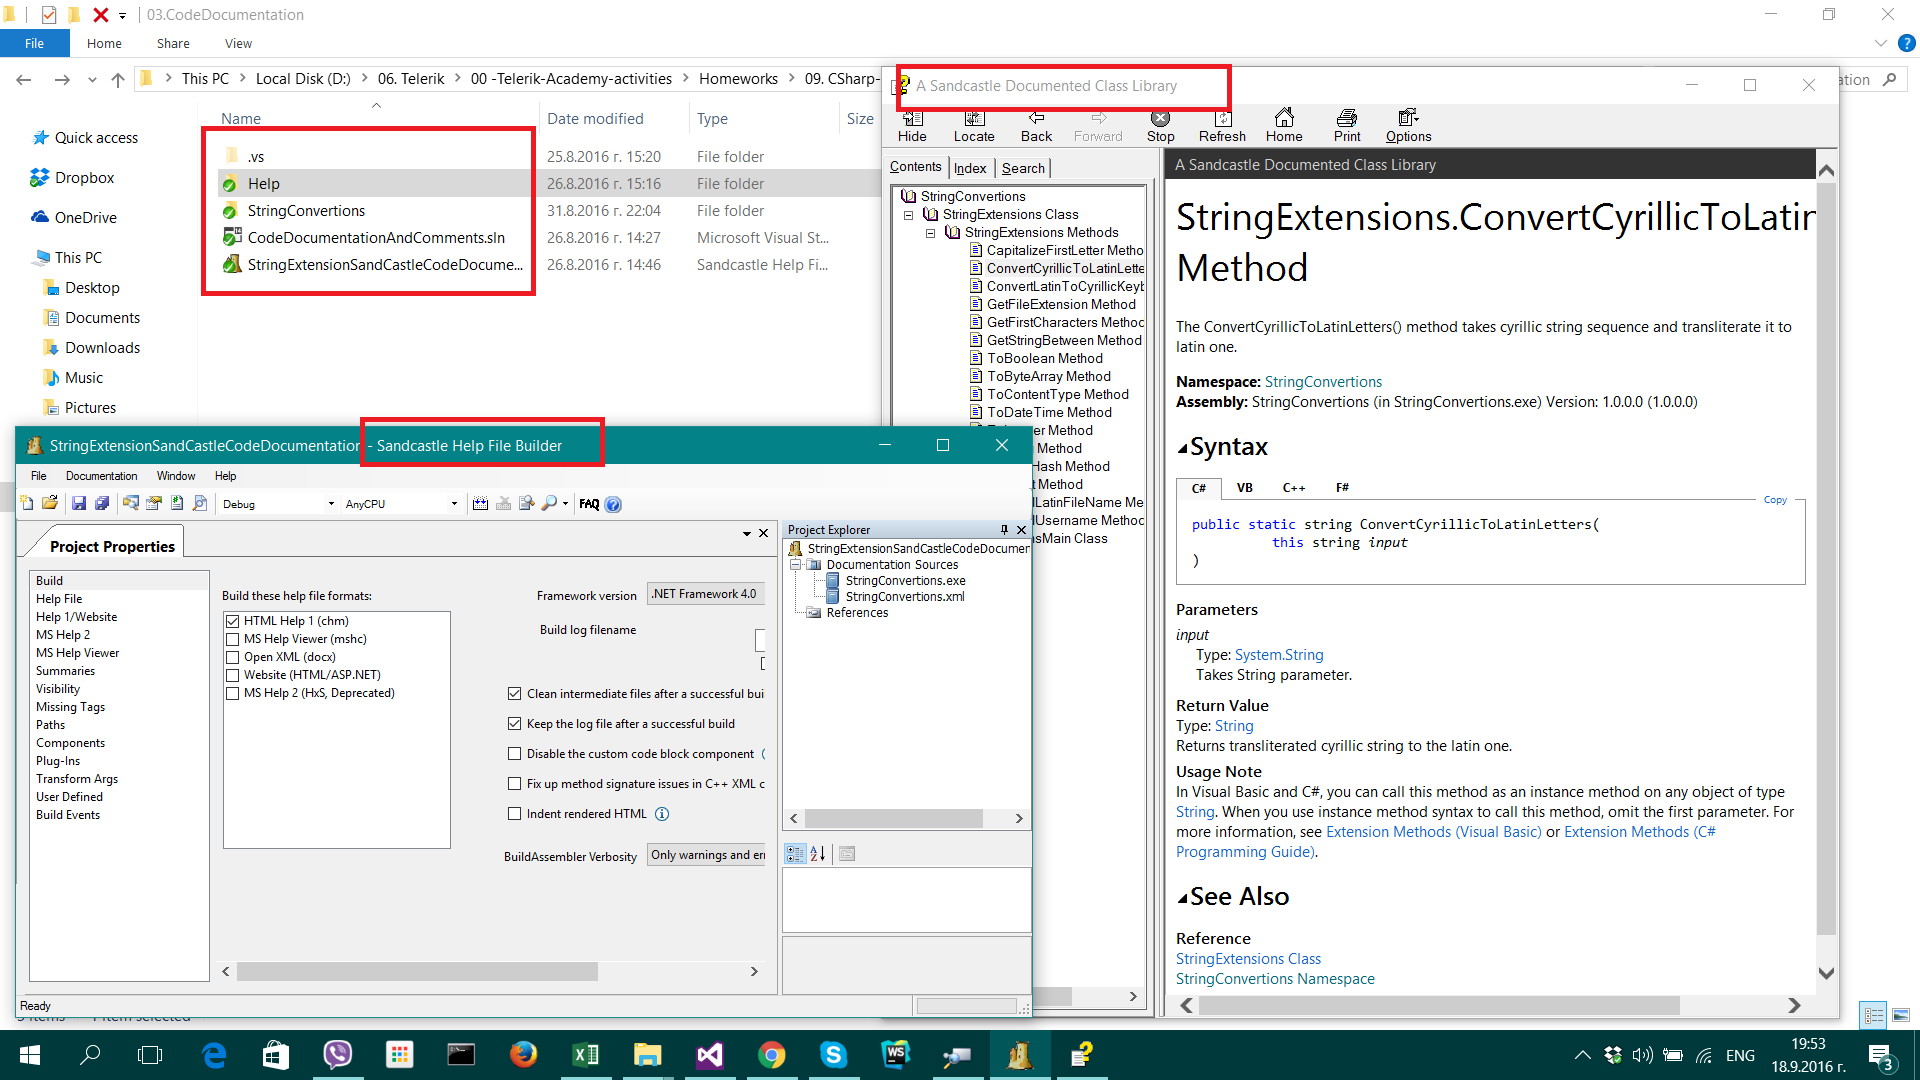 03.CodeDocumentation
File Home Share View
This PC > Local Disk (D:) > 06. Telerik > 00 -Telerik-Academy-activities > Homeworks > 09. CSharp-
Name Date modified Type Size
Quick access
Dropbox
OneDrive
This PC
Desktop
Documents
Downloads
Music
Pictures
.vs 25.8.2016 г. 15:20 File folder
Help 26.8.2016 г. 15:16 File folder
StringConvertions 31.8.2016 г. 22:04 File folder
CodeDocumentationAndComments.sln 26.8.2016 г. 14:27 Microsoft Visual St...
StringExtensionSandCastleCodeDocume... 26.8.2016 г. 14:46 Sandcastle Help Fi...
A Sandcastle Documented Class Library
Hide Locate Back Forward Stop Refresh Home Print Options
Contents Index Search
StringConvertions
StringExtensions Class
StringExtensions Methods
CapitalizeFirstLetter Metho
ConvertCyrillicToLatinLette
ConvertLatinToCyrillicKeyb
GetFileExtension Method
GetFirstCharacters Method
GetStringBetween Method
ToBoolean Method
ToByteArray Method
ToContentType Method
ToDateTime Method
er Method
Method
Hash Method
t Method
LatinFileName Me
Username Method
sMain Class
A Sandcastle Documented Class Library
StringExtensions.ConvertCyrillicToLatin
Method
The ConvertCyrillicToLatinLetters() method takes cyrillic string sequence and transliterate it to
latin one.
Namespace: StringConvertions
Assembly: StringConvertions (in StringConvertions.exe) Version: 1.0.0.0 (1.0.0.0)
Syntax
C# VB C++ F#
Copy
public static string ConvertCyrillicToLatinLetters(
this string input
)
Parameters
input
Type: System.String
Takes String parameter.
Return Value
Type: String
Returns transliterated cyrillic string to the latin one.
Usage Note
In Visual Basic and C#, you can call this method as an instance method on any object of type
String. When you use instance method syntax to call this method, omit the first parameter. For
more information, see Extension Methods (Visual Basic) or Extension Methods (C#
Programming Guide).
See Also
Reference
StringExtensions Class
StringConvertions Namespace
StringExtensionSandCastleCodeDocumentation - Sandcastle Help File Builder
File Documentation Window Help
Debug AnyCPU FAQ
Project Properties
Build
Help File
Help 1/Website
MS Help 2
MS Help Viewer
Summaries
Visibility
Missing Tags
Paths
Components
Plug-Ins
Transform Args
User Defined
Build Events
Build these help file formats:
HTML Help 1 (chm)
MS Help Viewer (mshc)
Open XML (docx)
Website (HTML/ASP.NET)
MS Help 2 (HxS, Deprecated)
Framework version .NET Framework 4.0
Build log filename
Clean intermediate files after a successful bui
Keep the log file after a successful build
Disable the custom code block component
Fix up method signature issues in C++ XML c
Indent rendered HTML
BuildAssembler Verbosity Only warnings and err
Project Explorer
StringExtensionSandCastleCodeDocumen
Documentation Sources
StringConvertions.exe
StringConvertions.xml
References
Ready
ENG
19:53
18.9.2016 г.
3